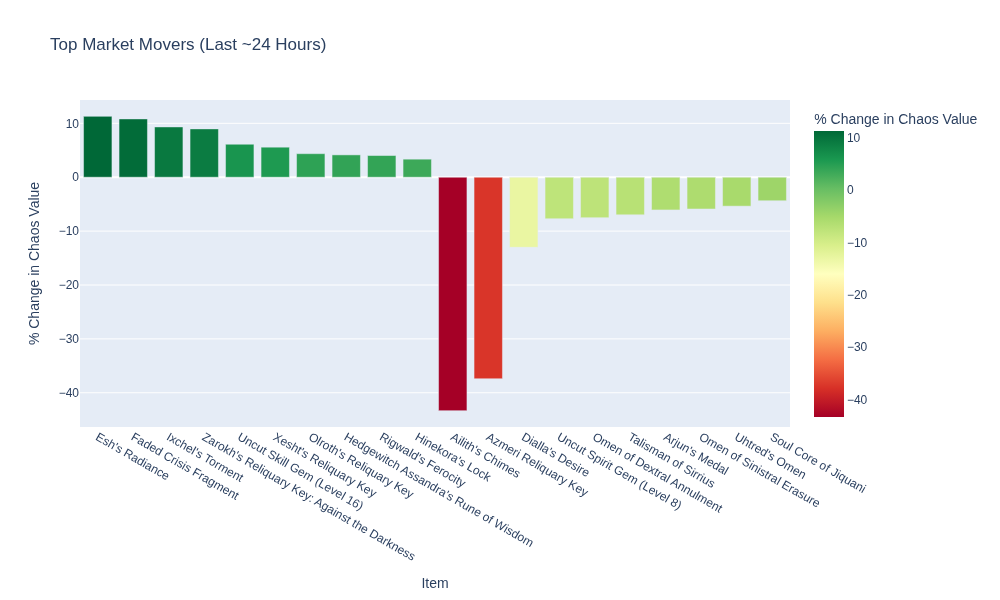 Top Market Movers (Last ~24 Hours)
% Change in Chaos Value
10
0
−10
−20
−30
−40
Esh's Radiance
Faded Crisis Fragment
Ixchel's Torment
Zarokh's Reliquary Key: Against the Darkness
Uncut Skill Gem (Level 16)
Xesht's Reliquary Key
Olroth's Reliquary Key
Hedgewitch Assandra's Rune of Wisdom
Rigwald's Ferocity
Hinekora's Lock
Ailith's Chimes
Azmeri Reliquary Key
Dialla's Desire
Uncut Spirit Gem (Level 8)
Omen of Dextral Annulment
Talisman of Sirrius
Arjun's Medal
Omen of Sinistral Erasure
Uhtred's Omen
Soul Core of Jiquani
Item
% Change in Chaos Value
10
0
−10
−20
−30
−40